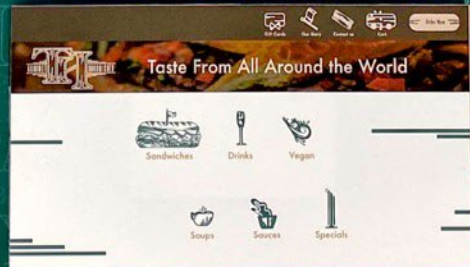 Gift Cards
Our Story
Contact us
Cart
Order Now
Taste From All Around the World
Sandwiches
Drinks
Vegan
Soups
Sauces
Specials